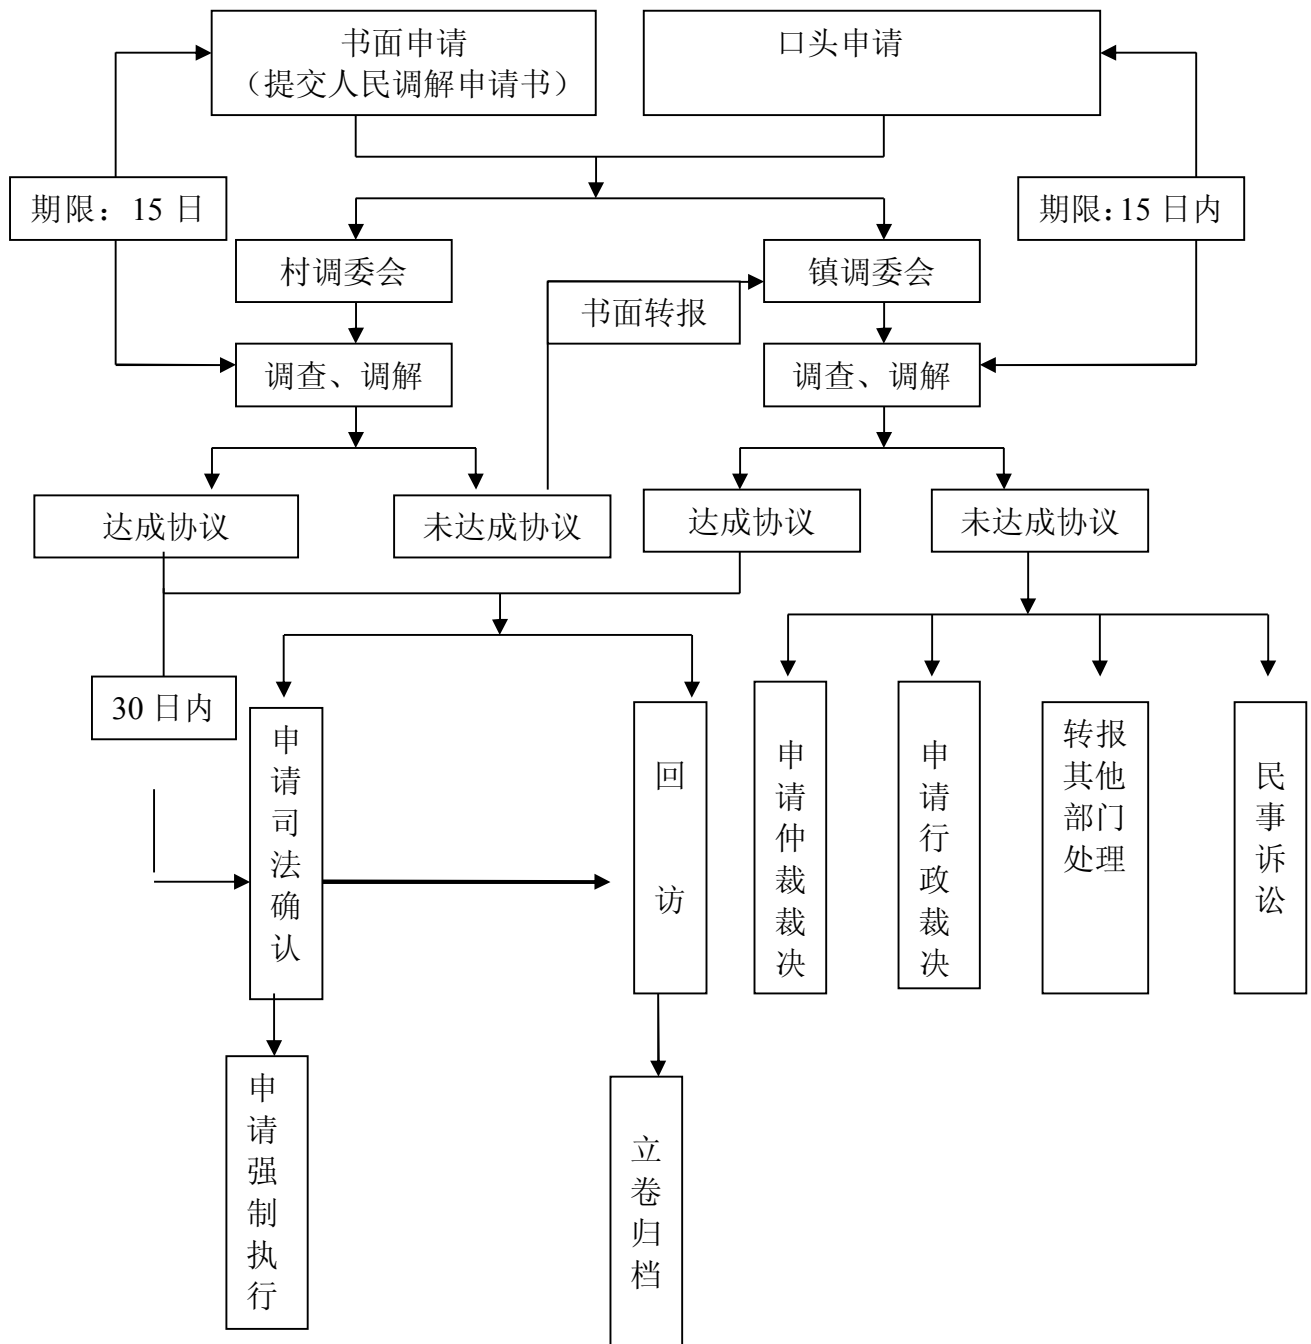 书面申请
（提交人民调解申请书）
口头申请
期限：15 日
期限：15 日内
村调委会
镇调委会
书面转报
调查、调解
调查、调解
达成协议
未达成协议
达成协议
未达成协议
30 日内
申请司法确认
回访
申请仲裁裁决
申请行政裁决
转报
其他
部门
处理
民事诉讼
申请强制执行
立卷归档